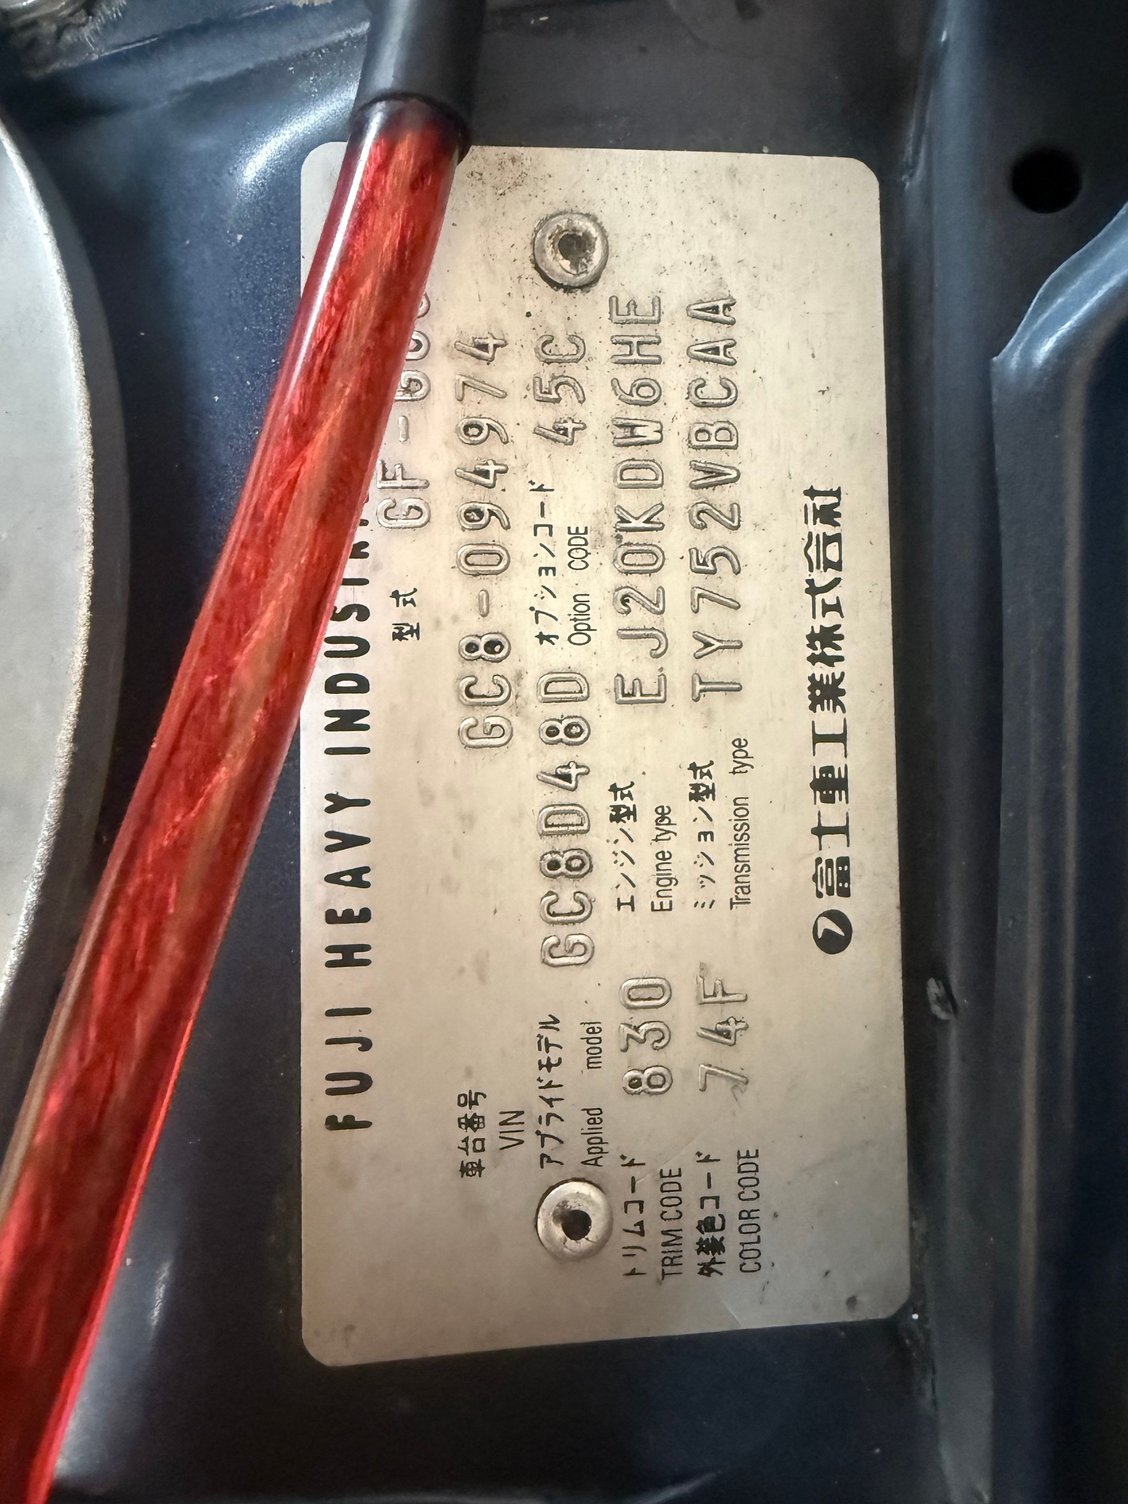 FUJI HEAVY INDUST
型式 GF-GC8
車台番号
VIN GC8-094974
アプライドモデル オプションコード
Applied model GC8D48D Option CODE 45C
トリムコード エンジン型式
TRIM CODE 830 Engine type EJ20KDW6HE
外装色コード ミッション型式
COLOR CODE 74F Transmission type TY752VBCAA
富士重工業株式会社